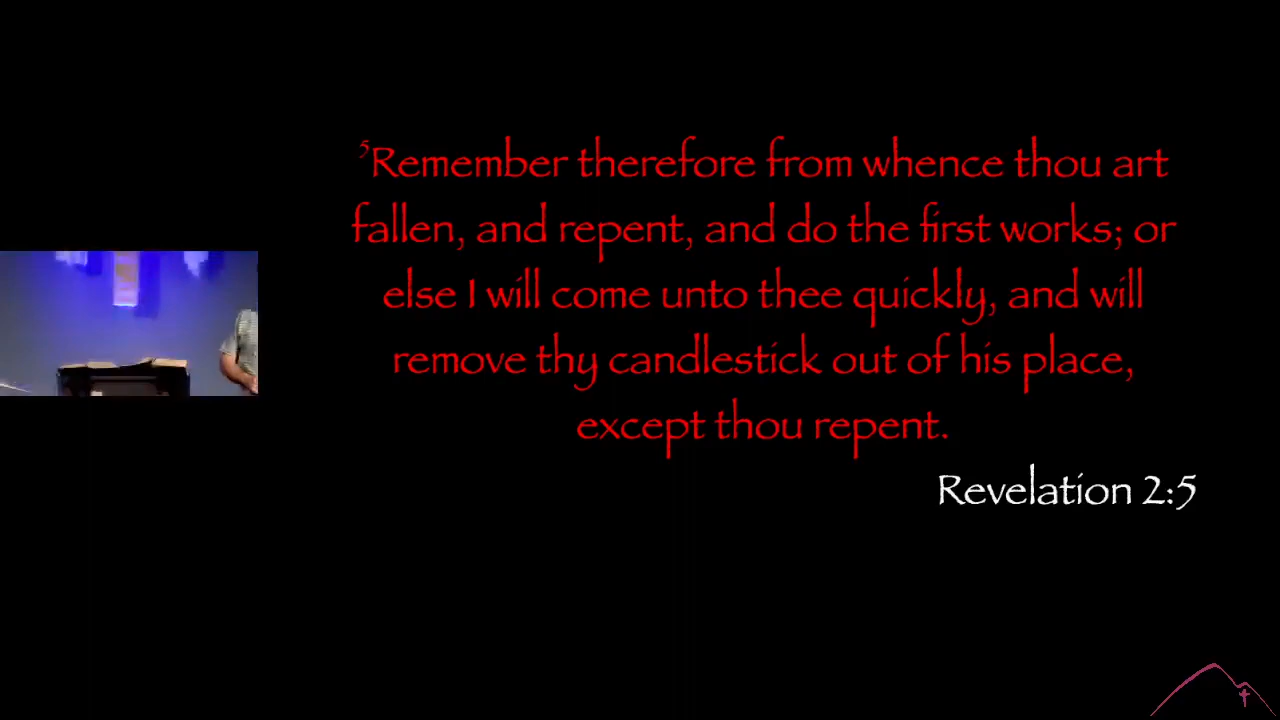 ⁵Remember therefore from whence thou art
fallen, and repent, and do the first works; or
else I will come unto thee quickly, and will
remove thy candlestick out of his place,
except thou repent.
Revelation 2:5